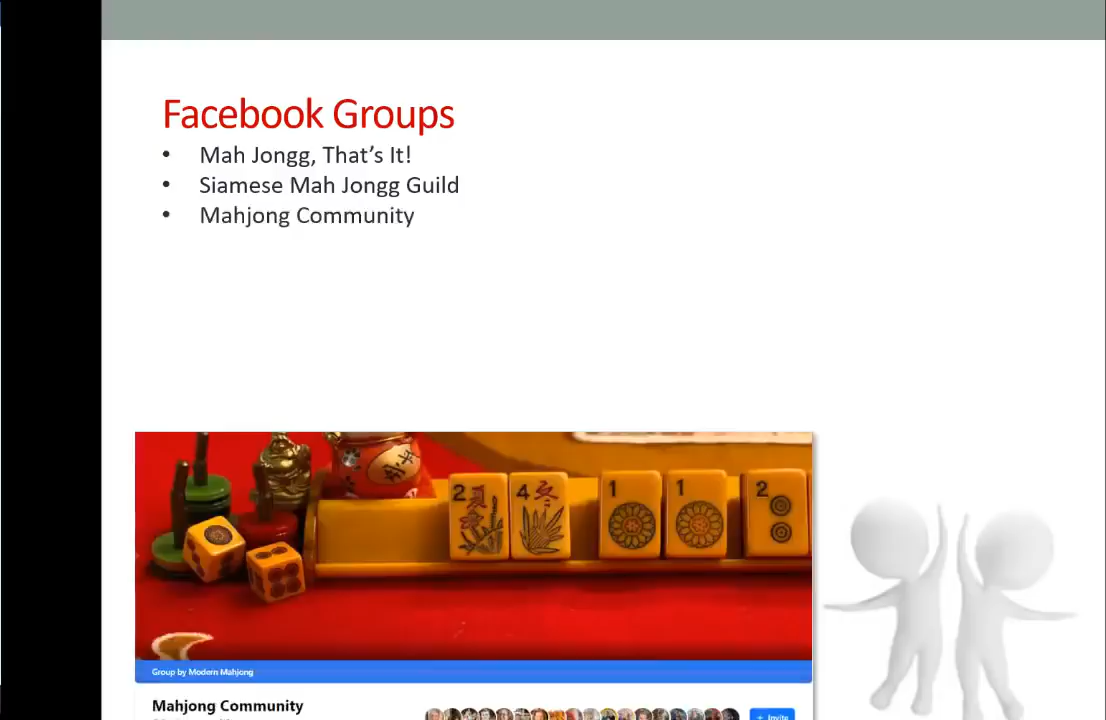 Facebook Groups
• Mah Jongg, That's It!
• Siamese Mah Jongg Guild
• Mahjong Community
2 4 1 1 2
Group by Modern Mahjong
Mahjong Community
+ Invite